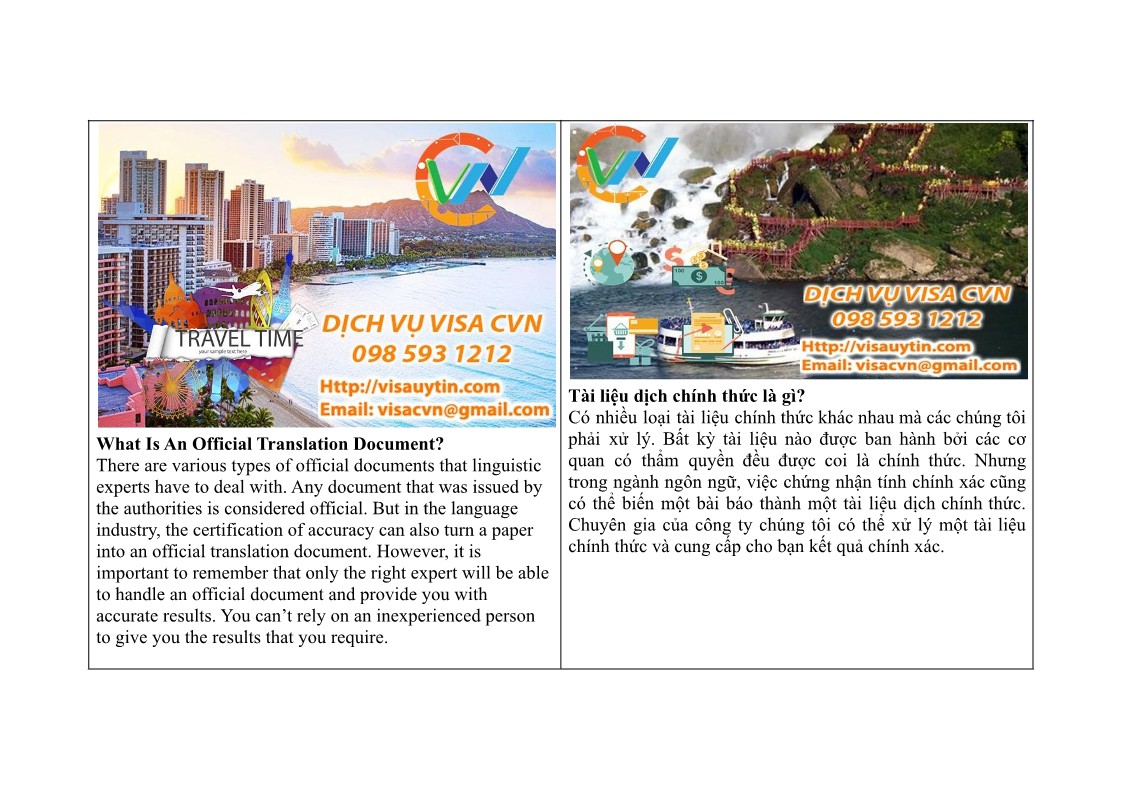 CVN
TRAVEL TIME
your sample text here
DỊCH VỤ VISA CVN
098 593 1212
Http://visauytin.com
Email: visacvn@gmail.com
What Is An Official Translation Document?
There are various types of official documents that linguistic
experts have to deal with. Any document that was issued by
the authorities is considered official. But in the language
industry, the certification of accuracy can also turn a paper
into an official translation document. However, it is
important to remember that only the right expert will be able
to handle an official document and provide you with
accurate results. You can’t rely on an inexperienced person
to give you the results that you require.
CVN
100
100
DỊCH VỤ VISA CVN
098 593 1212
Http://visauytin.com
Email: visacvn@gmail.com
Tài liệu dịch chính thức là gì?
Có nhiều loại tài liệu chính thức khác nhau mà các chúng tôi
phải xử lý. Bất kỳ tài liệu nào được ban hành bởi các cơ
quan có thẩm quyền đều được coi là chính thức. Nhưng
trong ngành ngôn ngữ, việc chứng nhận tính chính xác cũng
có thể biến một bài báo thành một tài liệu dịch chính thức.
Chuyên gia của công ty chúng tôi có thể xử lý một tài liệu
chính thức và cung cấp cho bạn kết quả chính xác.